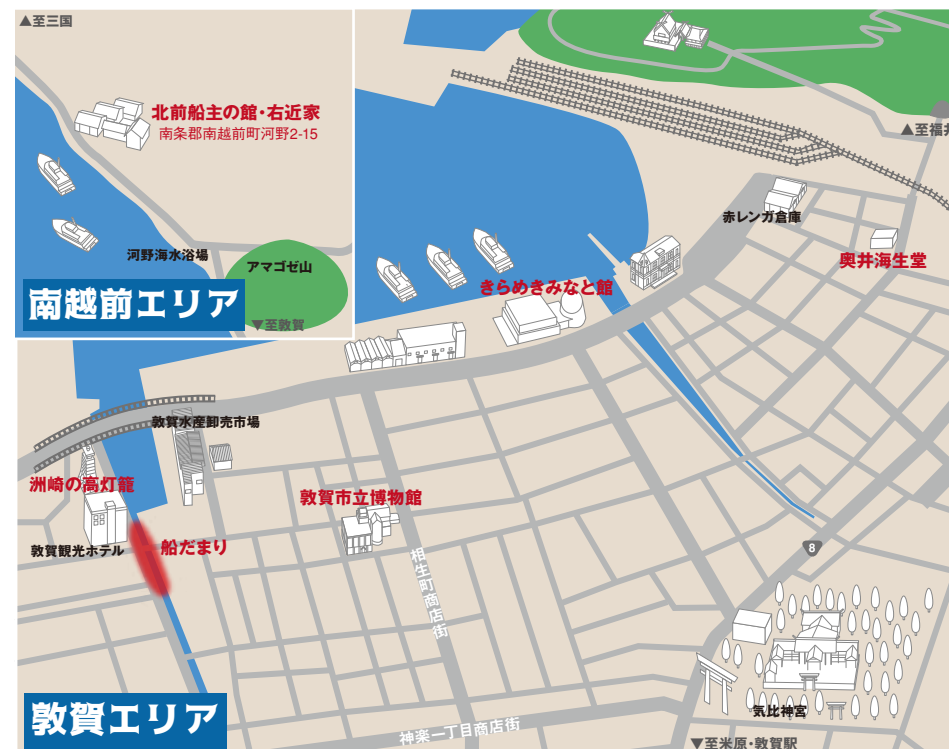 ▲至三国
北前船主の館・右近家
南条郡南越前町河野2-15
河野海水浴場
アマゴゼ山
南越前エリア
▼至敦賀
▲至福井
赤レンガ倉庫
奥井海生堂
きらめきみなと館
敦賀水産卸売市場
洲崎の高灯籠
敦賀市立博物館
敦賀観光ホテル
船だまり
相生町商店街
8
気比神宮
敦賀エリア
神楽一丁目商店街
▼至米原・敦賀駅